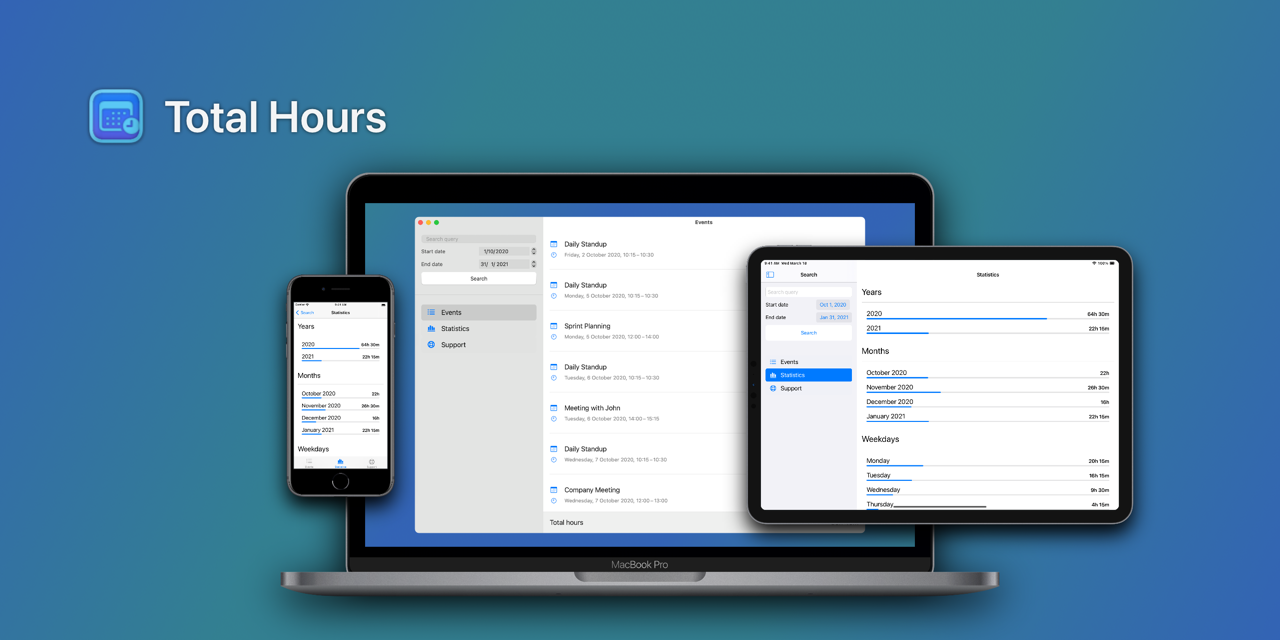 Total Hours
Events
Search query
Start date 1/10/2020
End date 31/ 1/2021
Search
Events
Statistics
Support
Daily Standup
Friday, 2 October 2020, 10:15–10:30
Daily Standup
Monday, 5 October 2020, 10:15–10:30
Sprint Planning
Monday, 5 October 2020, 12:00–14:00
Daily Standup
Tuesday, 6 October 2020, 10:15–10:30
Meeting with John
Tuesday, 6 October 2020, 14:00–15:15
Daily Standup
Wednesday, 7 October 2020, 10:15–10:30
Company Meeting
Wednesday, 7 October 2020, 12:00–13:00
Total hours
MacBook Pro
Search
Statistics
Years
2020 64h 30m
2021 22h 15m
Months
October 2020 22h
November 2020 26h 30m
December 2020 16h
January 2021 22h 15m
Weekdays
9:41 AM Wed March 18 100%
Search
Search query
Start date Oct 1, 2020
End date Jan 31, 2021
Search
Events
Statistics
Support
Statistics
Years
2020 64h 30m
2021 22h 15m
Months
October 2020 22h
November 2020 26h 30m
December 2020 16h
January 2021 22h 15m
Weekdays
Monday 20h 15m
Tuesday 16h 15m
Wednesday 9h 30m
Thursday 4h 15m